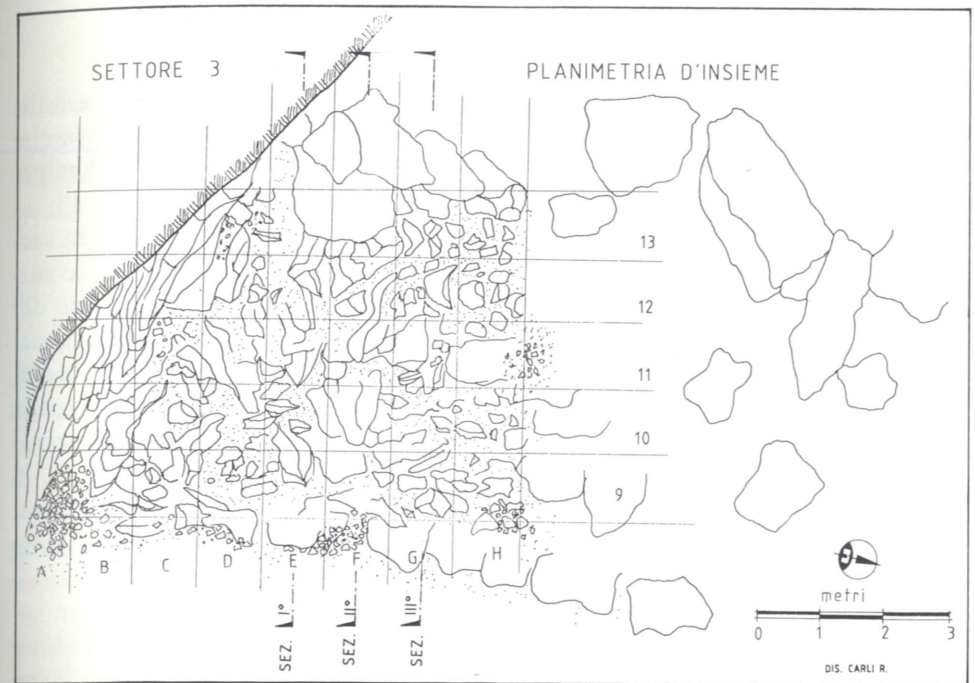 SETTORE 3
PLANIMETRIA D'INSIEME
13
12
11
10
9
A B C D E F G H
SEZ. I°
SEZ. II°
SEZ. III°
metri
0 1 2 3
DIS. CARLI R.